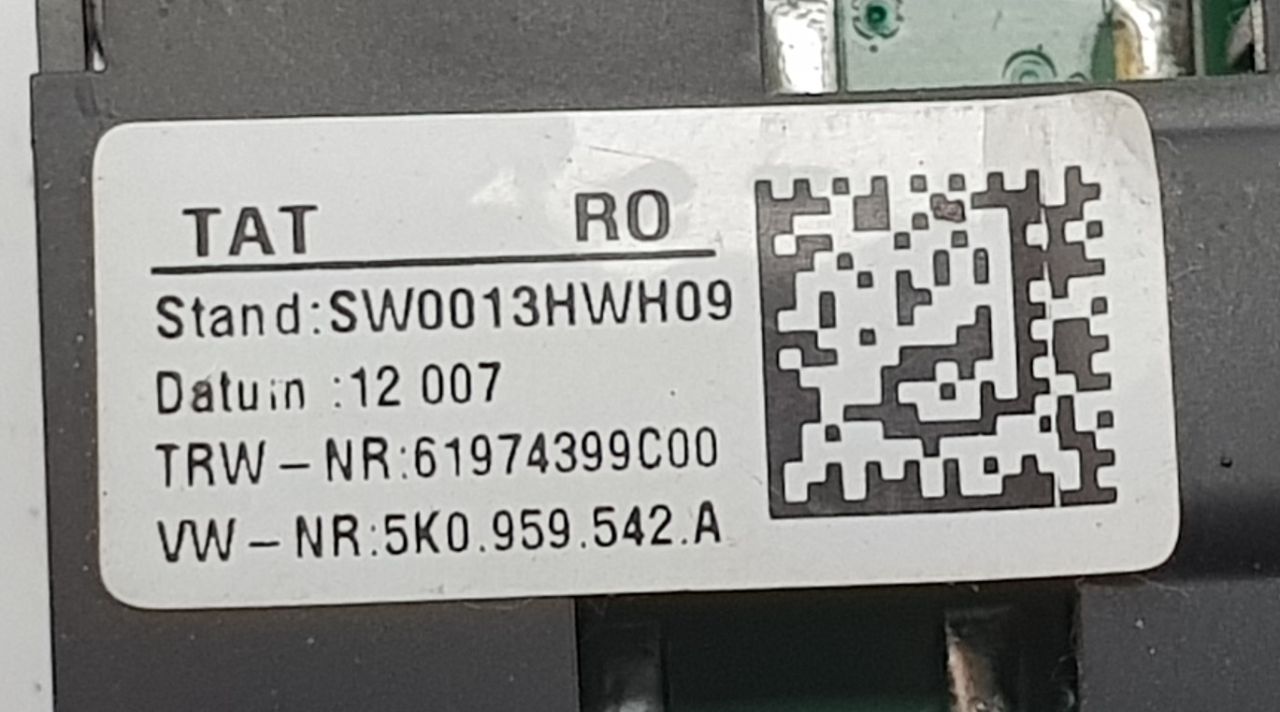 TAT RO
Stand:SW0013HWH09
Datuin :12 007
TRW-NR:61974399C00
VW-NR:5K0.959.542.A